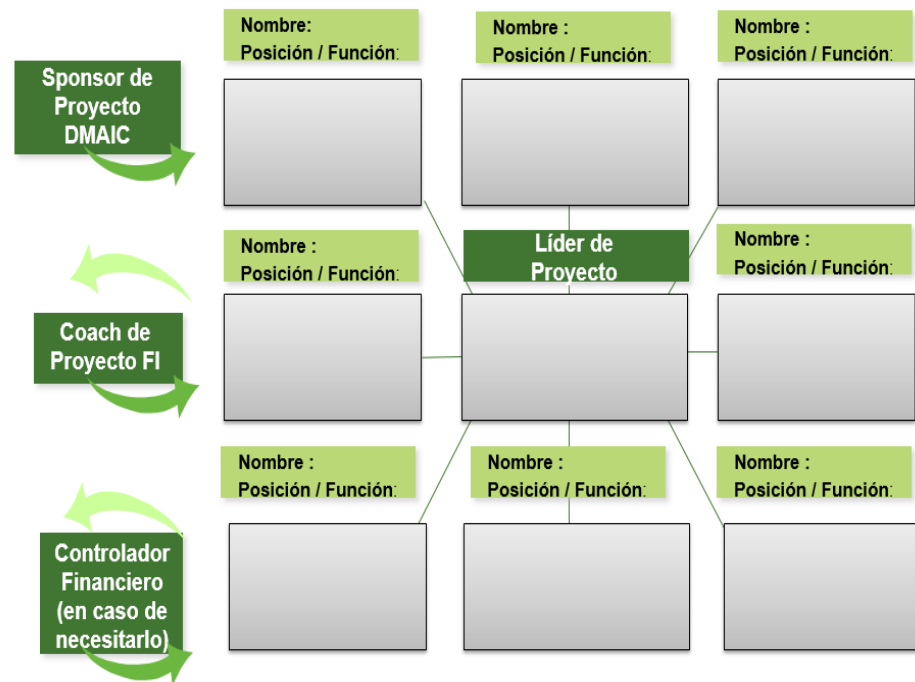 Nombre:
Posición / Función:
Nombre :
Posición / Función:
Nombre :
Posición / Función:
Sponsor de
Proyecto
DMAIC
Nombre :
Posición / Función:
Líder de
Proyecto
Nombre :
Posición / Función:
Coach de
Proyecto FI
Nombre :
Posición / Función:
Nombre :
Posición / Función:
Nombre :
Posición / Función:
Controlador
Financiero
(en caso de
necesitarlo)